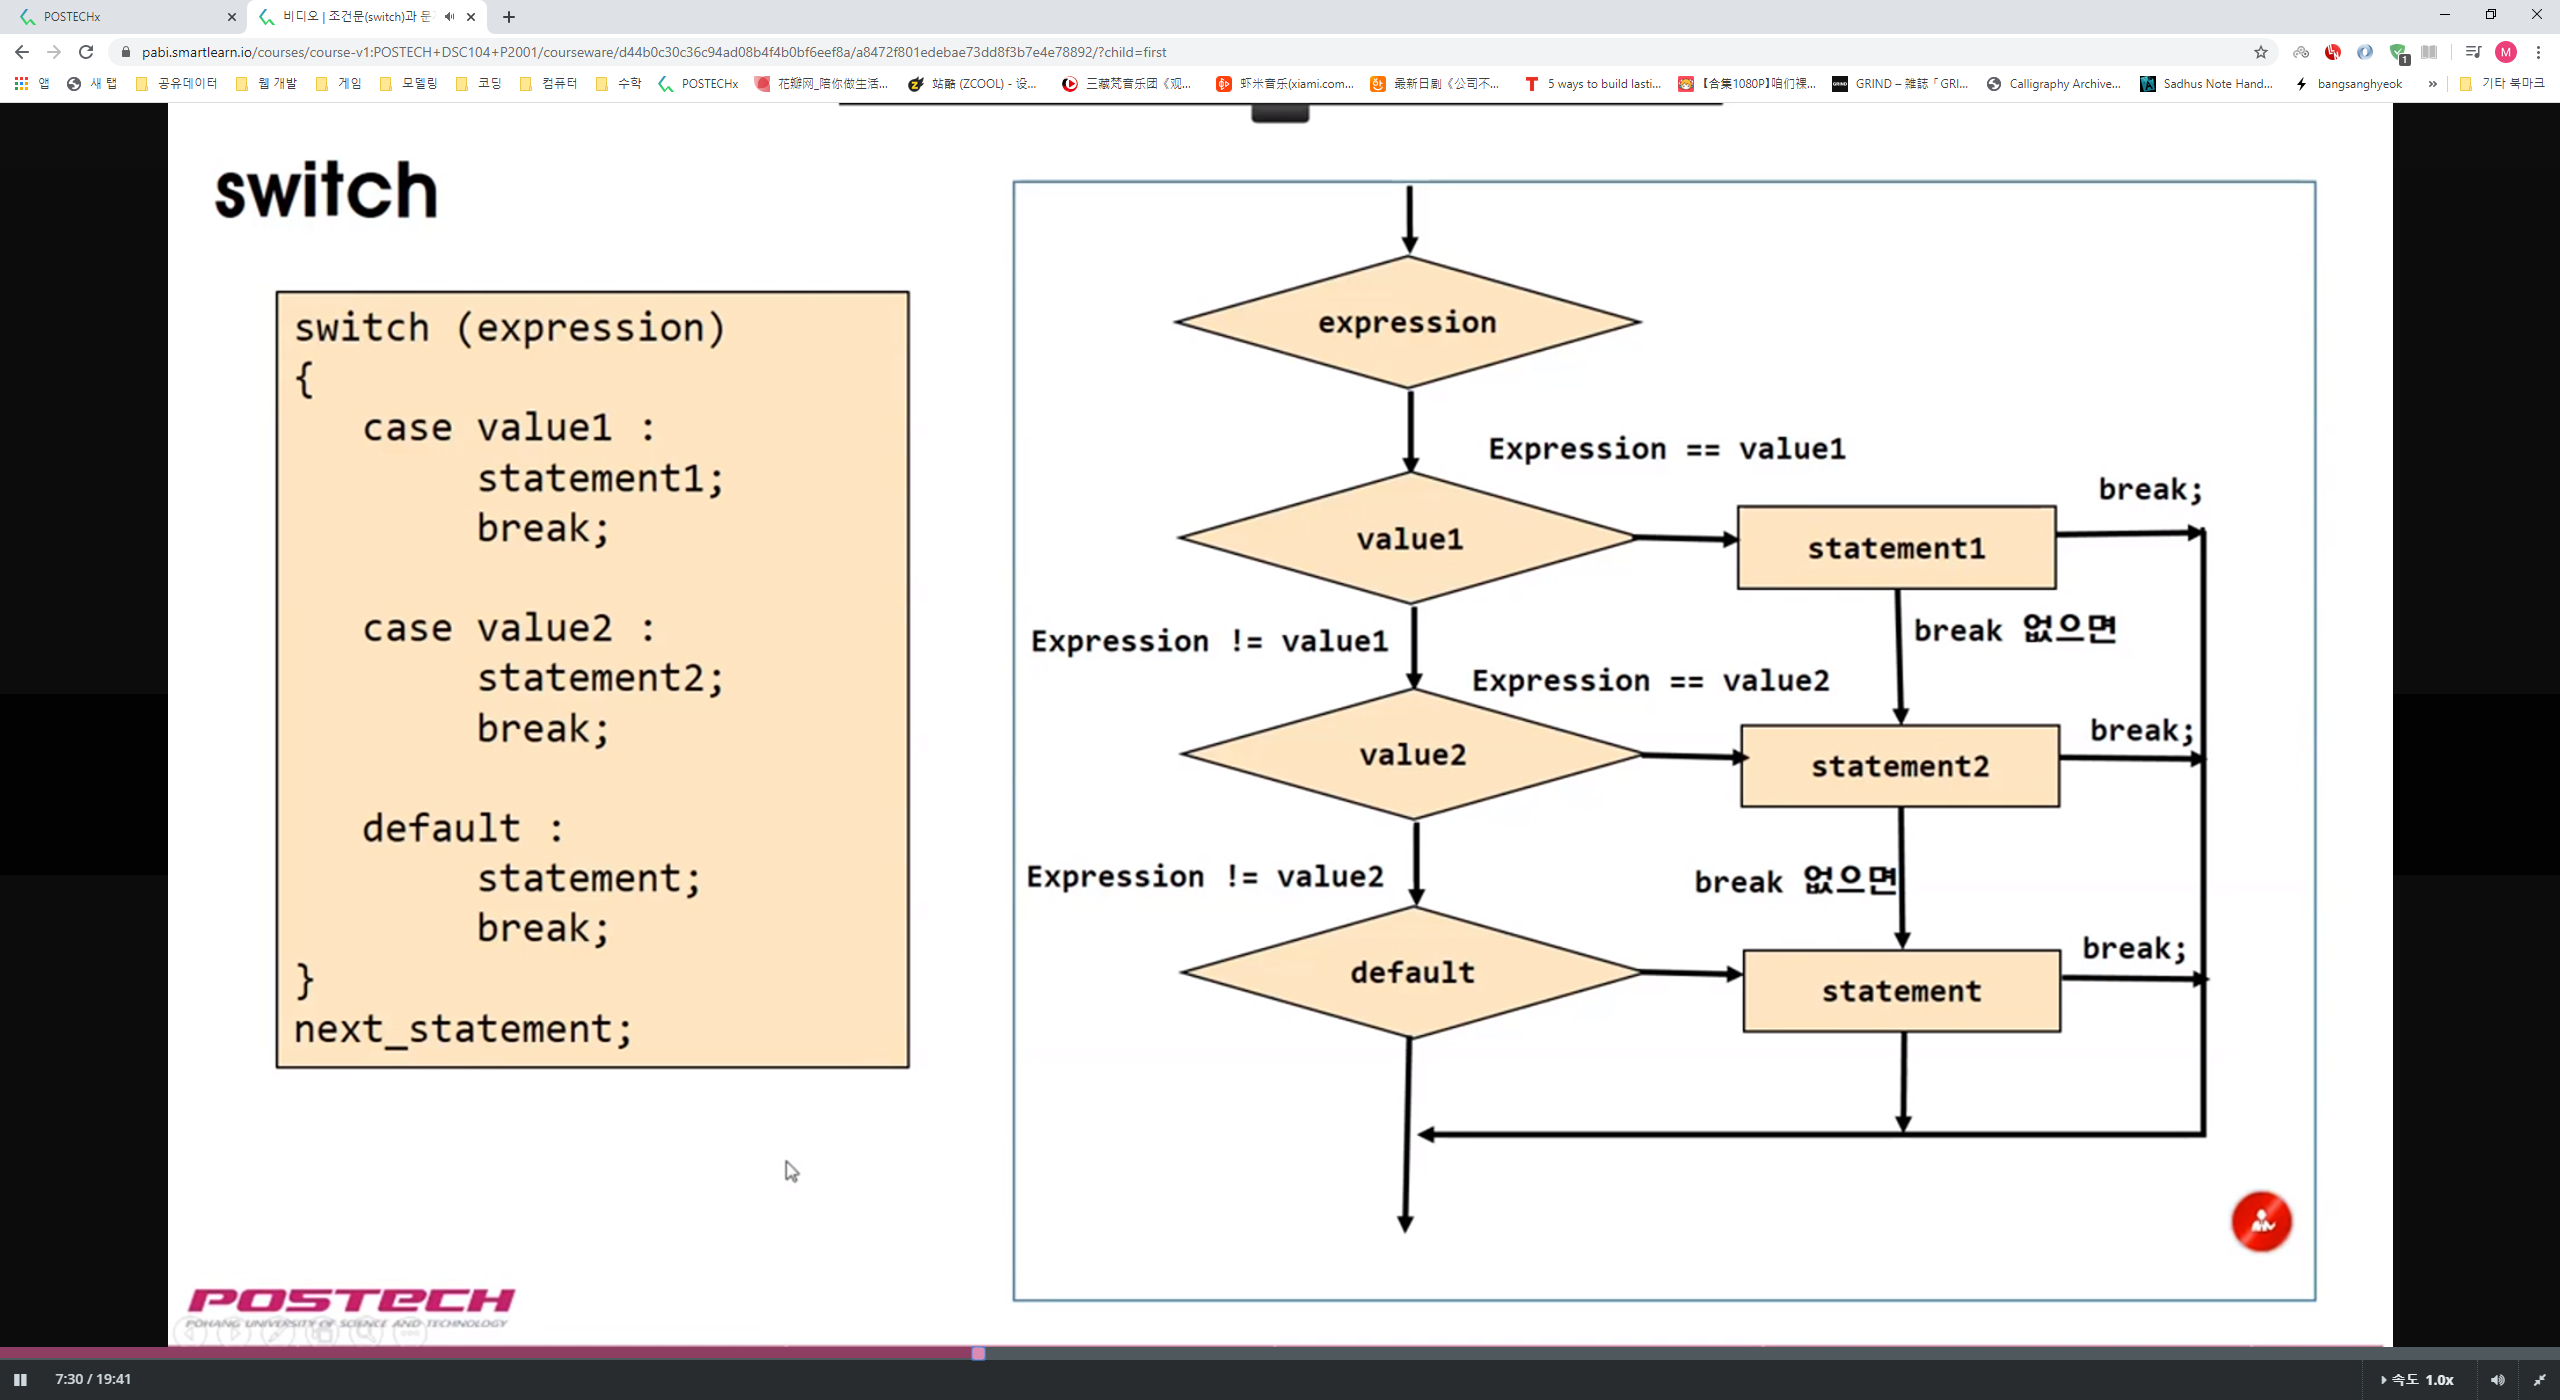 POSTECHx
비디오 | 조건문(switch)과 문
pabi.smartlearn.io/courses/course-v1:POSTECH+DSC104+P2001/courseware/d44b0c30c36c94ad08b4f4b0bf6eef8a/a8472f801edebae73dd8f3b7e4e78892/?child=first
M
앱 새 탭 공유데이터 웹 개발 게임 모델링 코딩 컴퓨터 수학 POSTECHx 花瓣网_陪你做生活... 站酷 (ZCOOL) - 设... 三藏梵音乐团《观... 虾米音乐(xiami.com... 最新日剧《公司不... 5 ways to build lasti... 【合集1080P】咱们裸... GRIND – 雑誌「GRI... Calligraphy Archive... Sadhus Note Hand... bangsanghyeok » 기타 북마크
switch
switch (expression)
{
case value1 :
statement1;
break;
case value2 :
statement2;
break;
default :
statement;
break;
}
next_statement;
expression
Expression == value1
value1
statement1
break;
Expression != value1
break 없으면
Expression == value2
value2
statement2
break;
Expression != value2
break 없으면
default
statement
break;
POSTECH
POHANG UNIVERSITY OF SCIENCE AND TECHNOLOGY
7:30 / 19:41
속도 1.0x